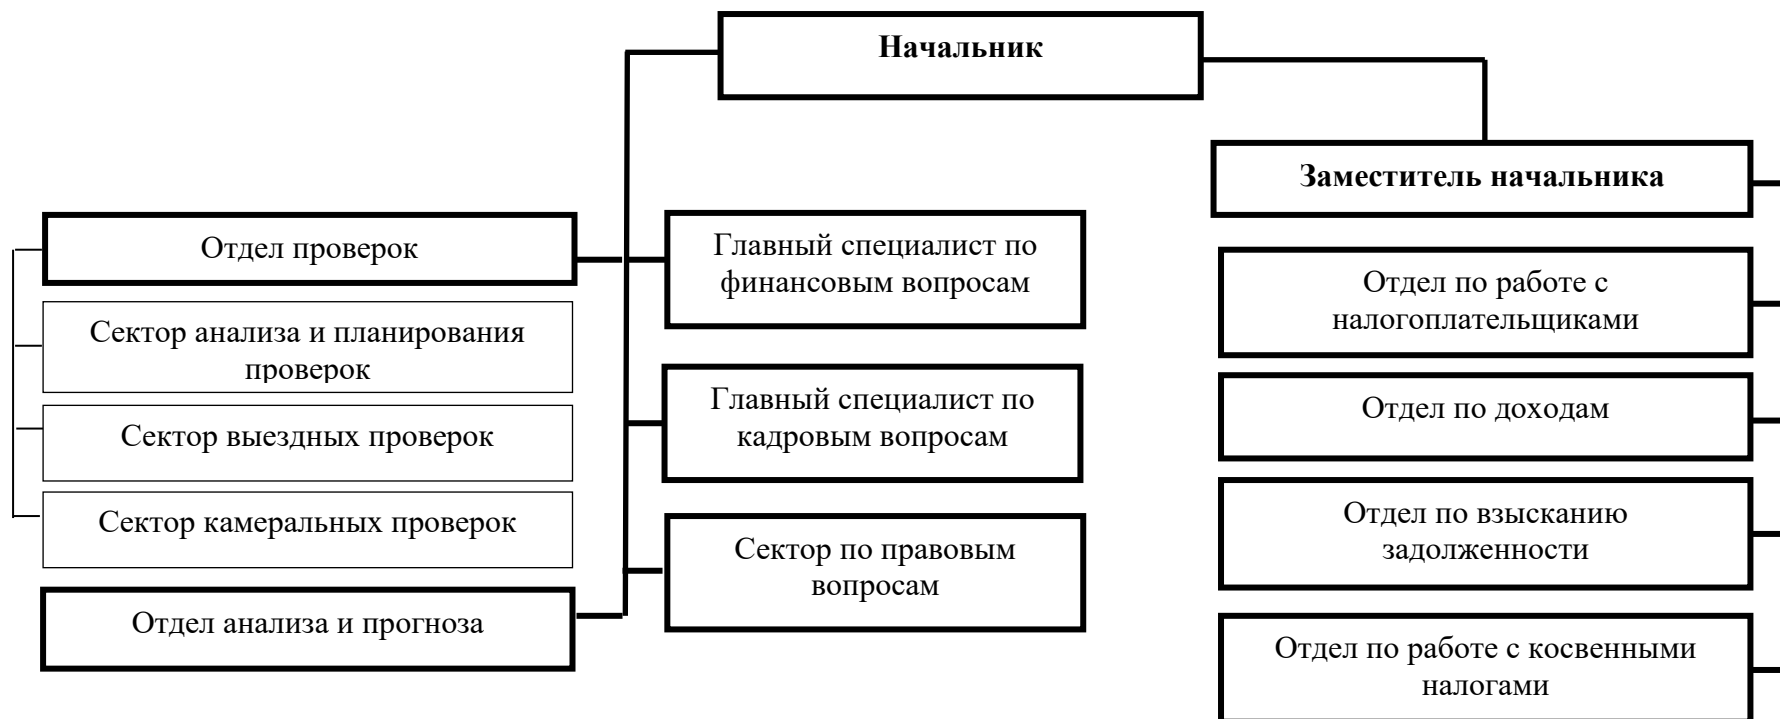 Начальник
Заместитель начальника
Отдел проверок
Сектор анализа и планирования
проверок
Сектор выездных проверок
Сектор камеральных проверок
Отдел анализа и прогноза
Главный специалист по
финансовым вопросам
Главный специалист по
кадровым вопросам
Сектор по правовым
вопросам
Отдел по работе с
налогоплательщиками
Отдел по доходам
Отдел по взысканию
задолженности
Отдел по работе с косвенными
налогами